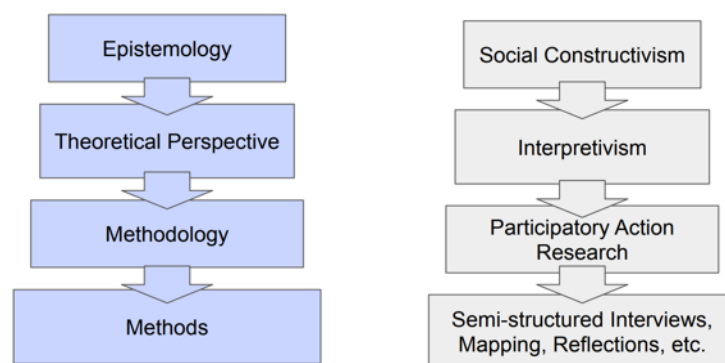 Epistemology
Theoretical Perspective
Methodology
Methods
Social Constructivism
Interpretivism
Participatory Action
Research
Semi-structured Interviews,
Mapping, Reflections, etc.